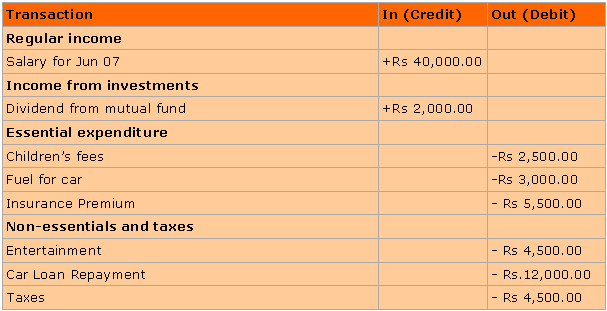 Transaction In (Credit) Out (Debit)
Regular income
Salary for Jun 07 +Rs 40,000.00
Income from investments
Dividend from mutual fund +Rs 2,000.00
Essential expenditure
Children’s fees -Rs 2,500.00
Fuel for car -Rs 3,000.00
Insurance Premium - Rs 5,500.00
Non-essentials and taxes
Entertainment - Rs 4,500.00
Car Loan Repayment - Rs.12,000.00
Taxes - Rs 4,500.00